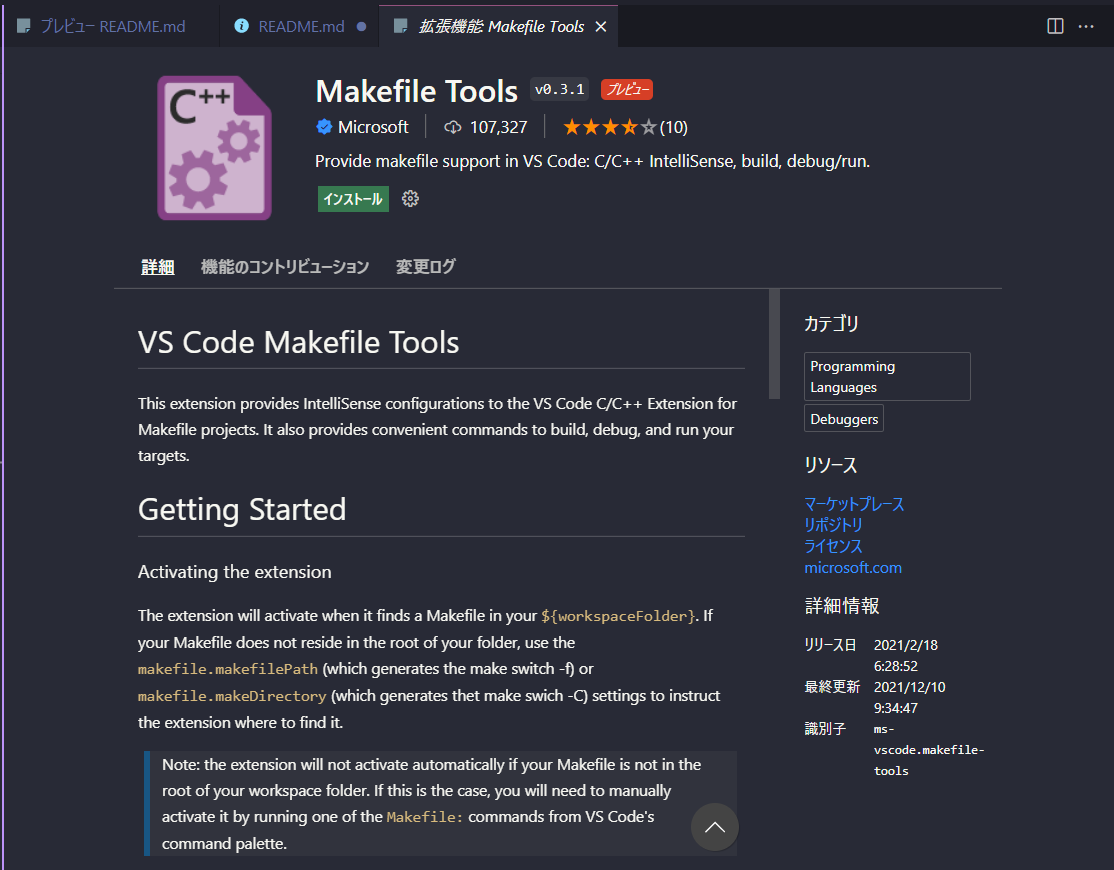 プレビュー README.md
README.md
拡張機能: Makefile Tools
C++
Makefile Tools v0.3.1 プレビュー
Microsoft 107,327 (10)
Provide makefile support in VS Code: C/C++ IntelliSense, build, debug/run.
インストール
詳細 機能のコントリビューション 変更ログ
VS Code Makefile Tools
This extension provides IntelliSense configurations to the VS Code C/C++ Extension for
Makefile projects. It also provides convenient commands to build, debug, and run your
targets.
Getting Started
Activating the extension
The extension will activate when it finds a Makefile in your ${workspaceFolder}. If
your Makefile does not reside in the root of your folder, use the
makefile.makefilePath (which generates the make switch -f) or
makefile.makeDirectory (which generates thet make swich -C) settings to instruct
the extension where to find it.
Note: the extension will not activate automatically if your Makefile is not in the
root of your workspace folder. If this is the case, you will need to manually
activate it by running one of the Makefile: commands from VS Code's
command palette.
カテゴリ
Programming
Languages
Debuggers
リソース
マーケットプレース
リポジトリ
ライセンス
microsoft.com
詳細情報
リリース日 2021/2/18
6:28:52
最終更新 2021/12/10
9:34:47
識別子 ms-
vscode.makefile-
tools